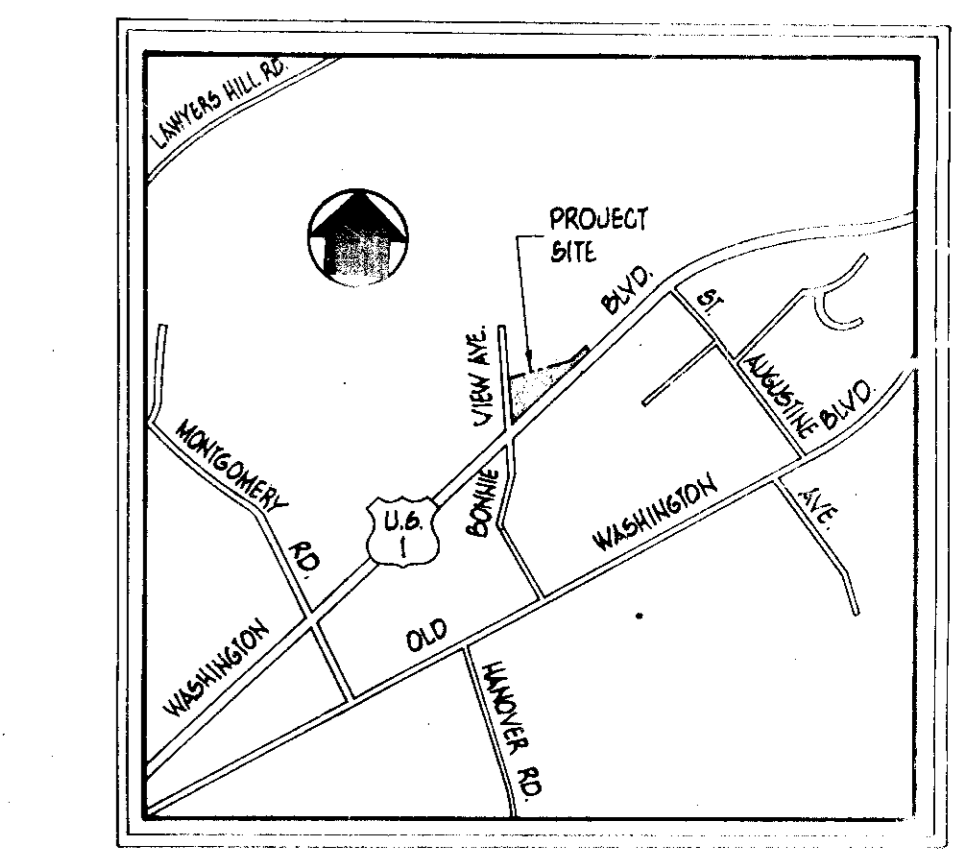 LAWYERS HILL RD.
PROJECT
SITE
BLVD.
ST.
VIEW AVE.
AUGUSTINE
BLVD.
MONTGOMERY
RD.
U.S.
1
BONNIE
WASHINGTON
AVE.
WASHINGTON
OLD
HANOVER RD.